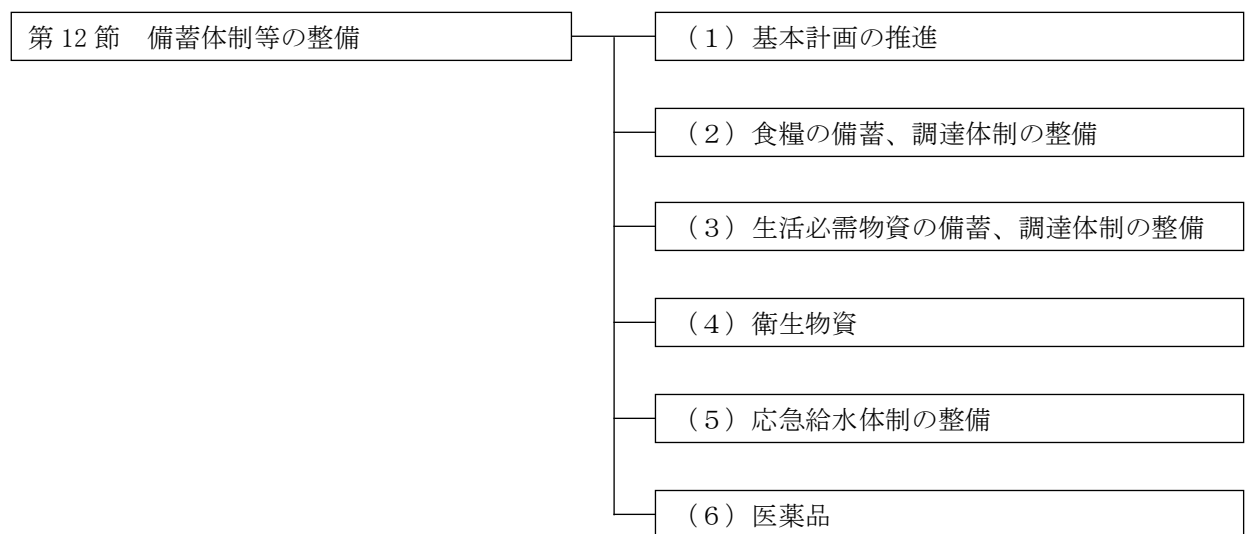 第12節　備蓄体制等の整備
（１）基本計画の推進
（２）食糧の備蓄、調達体制の整備
（３）生活必需物資の備蓄、調達体制の整備
（４）衛生物資
（５）応急給水体制の整備
（６）医薬品